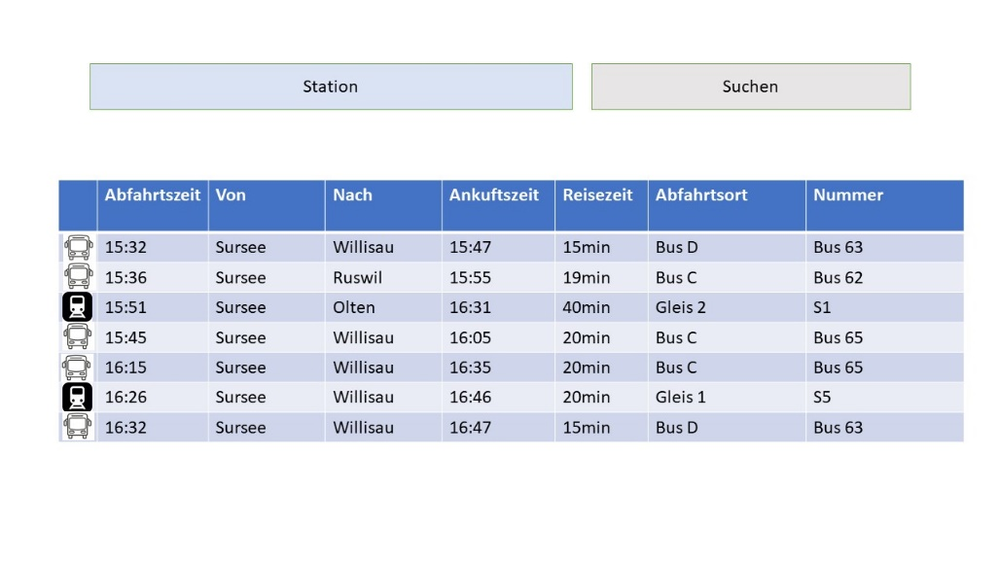 Station Suchen
Abfahrtszeit Von Nach Ankuftszeit Reisezeit Abfahrtsort Nummer
15:32 Sursee Willisau 15:47 15min Bus D Bus 63
15:36 Sursee Ruswil 15:55 19min Bus C Bus 62
15:51 Sursee Olten 16:31 40min Gleis 2 S1
15:45 Sursee Willisau 16:05 20min Bus C Bus 65
16:15 Sursee Willisau 16:35 20min Bus C Bus 65
16:26 Sursee Willisau 16:46 20min Gleis 1 S5
16:32 Sursee Willisau 16:47 15min Bus D Bus 63